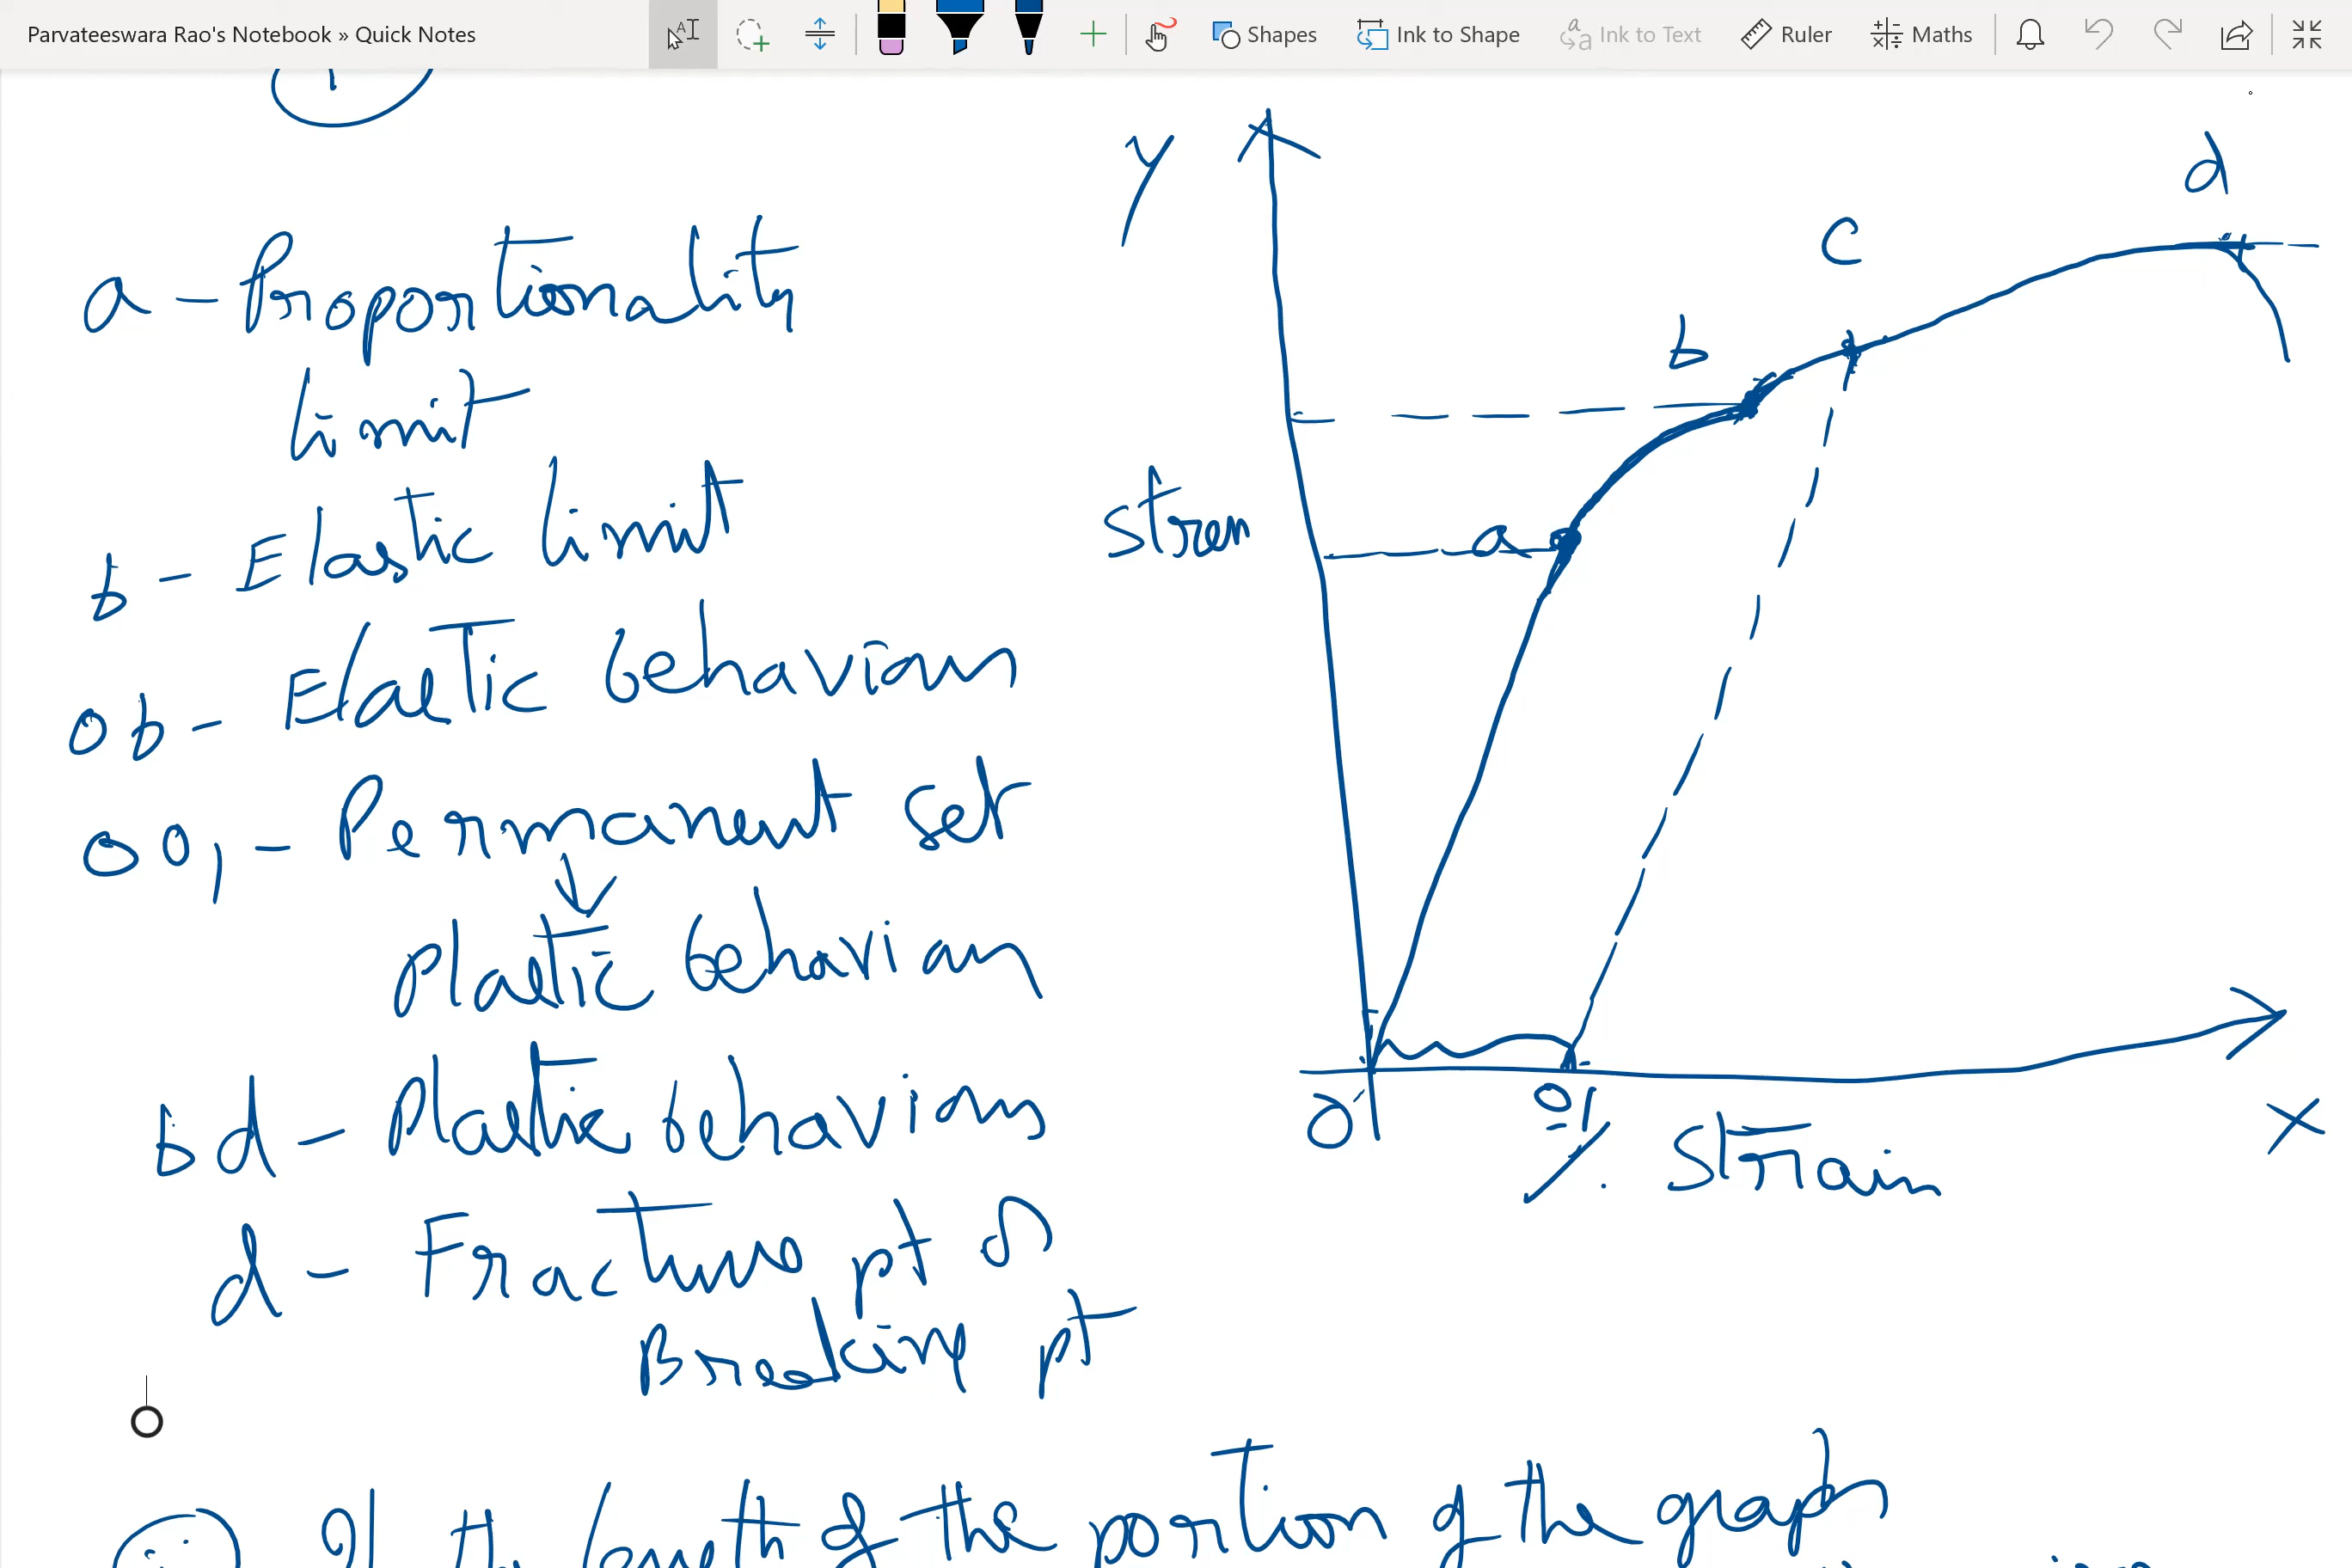 Parvateeswara Rao's Notebook » Quick Notes
Shapes Ink to Shape Ink to Text Ruler Maths
a - Proportionality
limit
b - Elastic limit
ob - Elastic behaviour
oo, - Permanent set
Plastic behaviour
bd - Plastic behaviours
d - Fracture pt or
Breaking pt
y
d
c
b
a
Stress
o
o1
% Strain
x
If the length of the portion of the graph